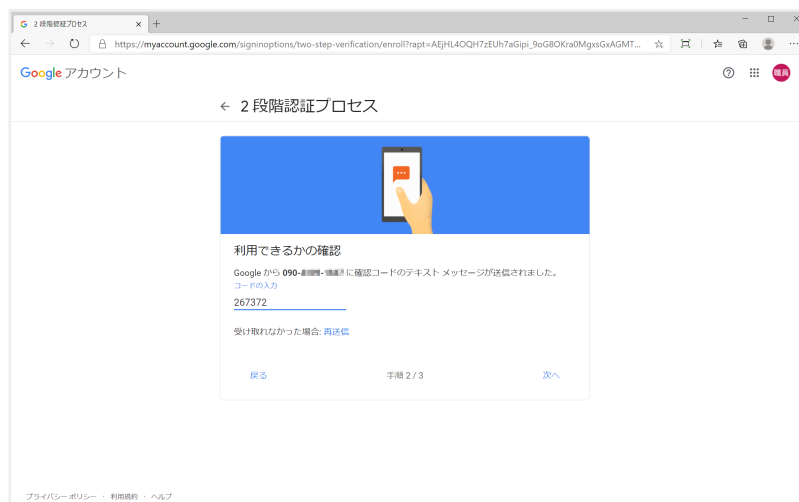 2 段階認証プロセス
https://myaccount.google.com/signinoptions/two-step-verification/enroll?rapt=AEjHL4OQH7zEUh7aGipi_9oG8OKra0MgxsGxAGMT...
Google アカウント
職員
← 2 段階認証プロセス
利用できるかの確認
Google から 090- に確認コードのテキスト メッセージが送信されました。
コードの入力
267372
受け取れなかった場合: 再送信
戻る 手順 2 / 3 次へ
プライバシー ポリシー · 利用規約 · ヘルプ